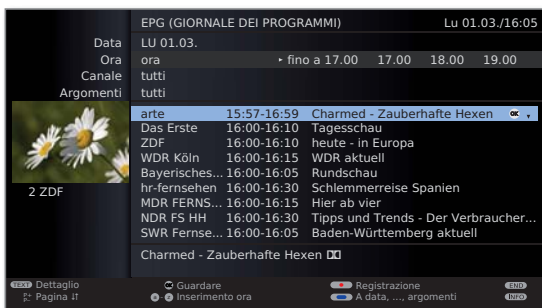 EPG (GIORNALE DEI PROGRAMMI) Lu 01.03./16:05
Data LU 01.03.
Ora ora ‣ fino a 17.00 17.00 18.00 19.00
Canale tutti
Argomenti tutti
arte 15:57-16:59 Charmed - Zauberhafte Hexen OK
Das Erste 16:00-16:10 Tagesschau
ZDF 16:00-16:10 heute - in Europa
WDR Köln 16:00-16:15 WDR aktuell
Bayerisches... 16:00-16:05 Rundschau
hr-fernsehen 16:00-16:30 Schlemmerreise Spanien
MDR FERNS... 16:00-16:15 Hier ab vier
NDR FS HH 16:00-16:30 Tipps und Trends - Der Verbraucher...
SWR Fernse... 16:00-16:05 Baden-Württemberg aktuell
2 ZDF
Charmed - Zauberhafte Hexen
TEXT Dettaglio OK Guardare Registrazione END
P+ P- Pagina ↓↑ 0-9 Inserimento ora A data, ..., argomenti INFO